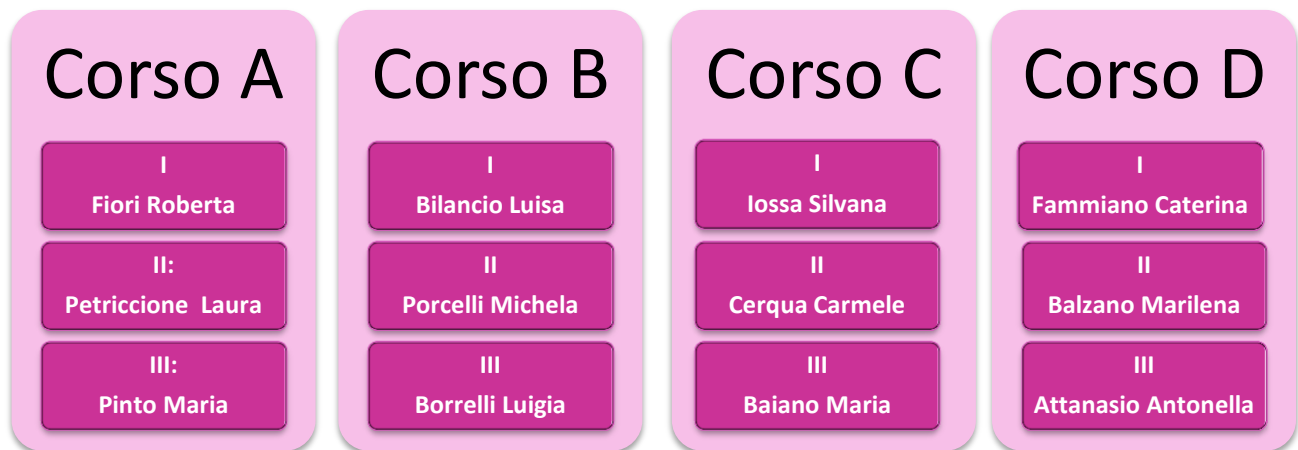 Corso A
I
Fiori Roberta
II:
Petriccione  Laura
III:
Pinto Maria
Corso B
I
Bilancio Luisa
II
Porcelli Michela
III
Borrelli Luigia
Corso C
I
Iossa Silvana
II
Cerqua Carmele
III
Baiano Maria
Corso D
I
Fammiano Caterina
II
Balzano Marilena
III
Attanasio Antonella